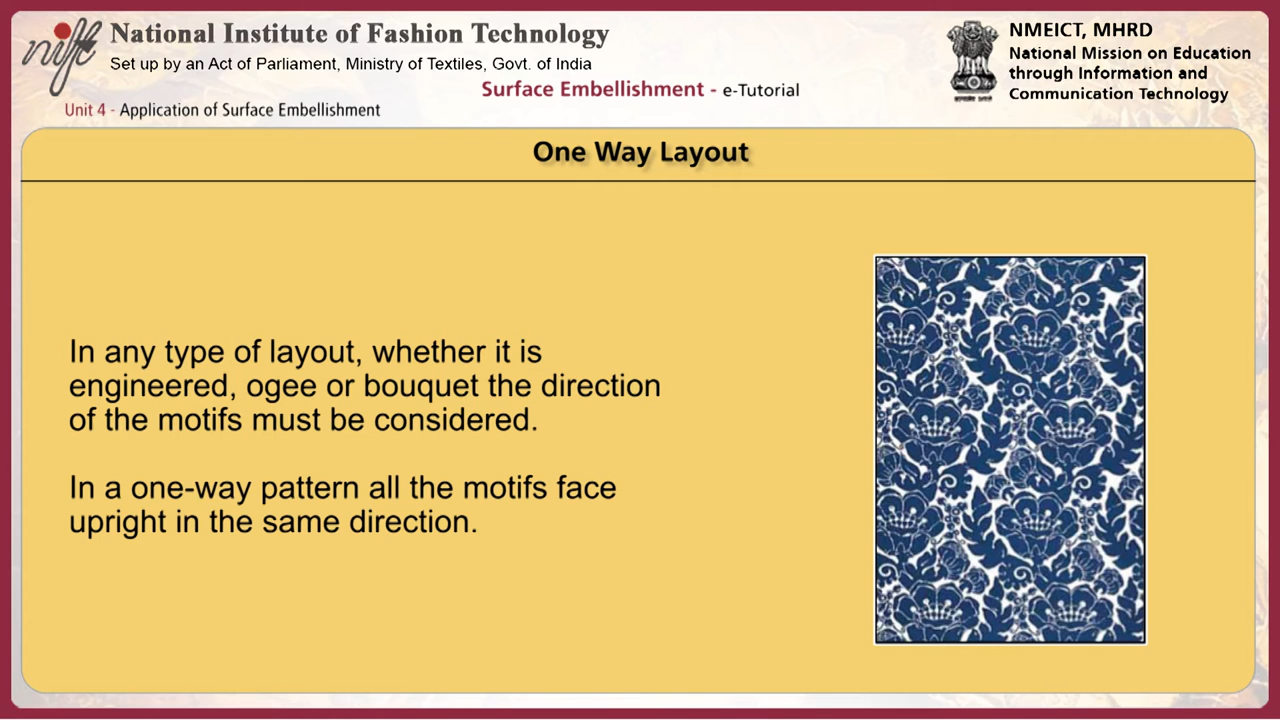 nift
National Institute of Fashion Technology
Set up by an Act of Parliament, Ministry of Textiles, Govt. of India
NMEICT, MHRD
National Mission on Education
through Information and
Communication Technology
Surface Embellishment - e-Tutorial
Unit 4 - Application of Surface Embellishment
One Way Layout
In any type of layout, whether it is
engineered, ogee or bouquet the direction
of the motifs must be considered.
In a one-way pattern all the motifs face
upright in the same direction.